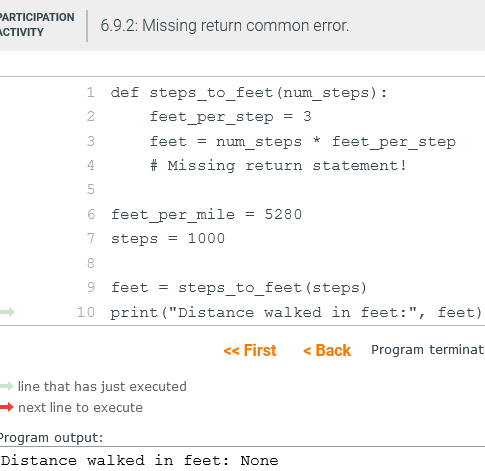 PARTICIPATION
ACTIVITY
6.9.2: Missing return common error.
1 def steps_to_feet(num_steps):
2 feet_per_step = 3
3 feet = num_steps * feet_per_step
4 # Missing return statement!
5
6 feet_per_mile = 5280
7 steps = 1000
8
9 feet = steps_to_feet(steps)
10 print("Distance walked in feet:", feet)
<< First < Back Program terminat
line that has just executed
next line to execute
Program output:
Distance walked in feet: None